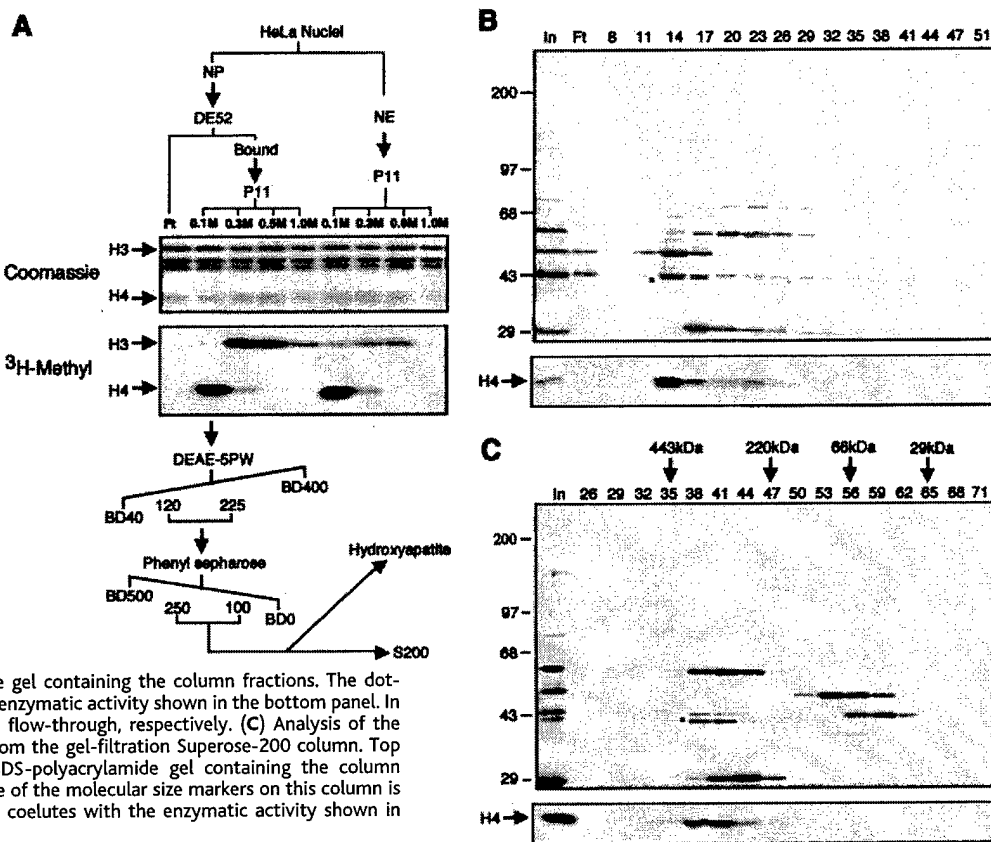 A
HeLa Nuclei
NP
NE
DE52
Bound
P11
P11
Ft 0.1M 0.3M 0.5M 1.0M 0.1M 0.3M 0.5M 1.0M
Coomassie
H3
H4
³H-Methyl
H3
H4
DEAE-5PW
BD40 120 225 BD400
Phenyl sepharose
Hydroxyapatite
BD500 250 100 BD0
S200
e gel containing the column fractions. The dot-
enzymatic activity shown in the bottom panel. In
flow-through, respectively. (C) Analysis of the
om the gel-filtration Superose-200 column. Top
DS-polyacrylamide gel containing the column
e of the molecular size markers on this column is
coelutes with the enzymatic activity shown in
B
In Ft 8 11 14 17 20 23 26 29 32 35 38 41 44 47 51
200
97
68
43
29
H4
C
443kDa 220kDa 66kDa 29kDa
In 26 29 32 35 38 41 44 47 50 53 56 59 62 65 68 71
200
97
68
43
29
H4